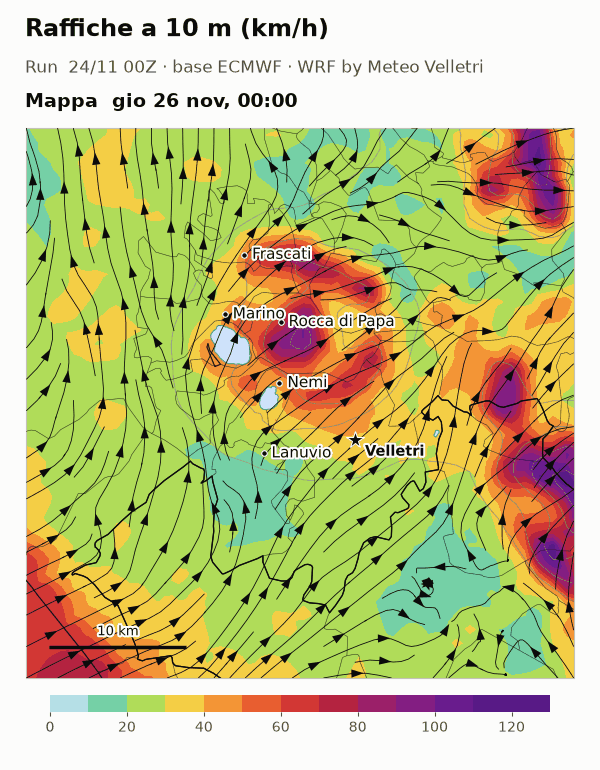 Raffiche a 10 m (km/h)
Run 24/11 00Z · base ECMWF · WRF by Meteo Velletri
Mappa gio 26 nov, 00:00
Frascati
Marino
Rocca di Papa
Nemi
Velletri
Lanuvio
10 km
0 20 40 60 80 100 120